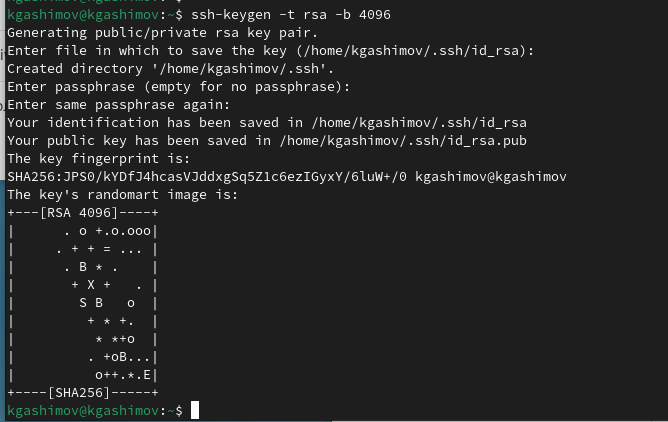 kgashimov@kgashimov:~$ ssh-keygen -t rsa -b 4096
Generating public/private rsa key pair.
Enter file in which to save the key (/home/kgashimov/.ssh/id_rsa):
Created directory '/home/kgashimov/.ssh'.
Enter passphrase (empty for no passphrase):
Enter same passphrase again:
Your identification has been saved in /home/kgashimov/.ssh/id_rsa
Your public key has been saved in /home/kgashimov/.ssh/id_rsa.pub
The key fingerprint is:
SHA256:JPS0/kYDfJ4hcasVJddxgSq5Z1c6ezIGyxY/6luW+/0 kgashimov@kgashimov
The key's randomart image is:
+---[RSA 4096]----+
|      . o +.o.ooo|
|     . + + = ... |
|      . B * .    |
|       + X +   . |
|        S B   o  |
|         + * +.  |
|          * *+o  |
|         . +oB...|
|          o++.*.E|
+----[SHA256]-----+
kgashimov@kgashimov:~$